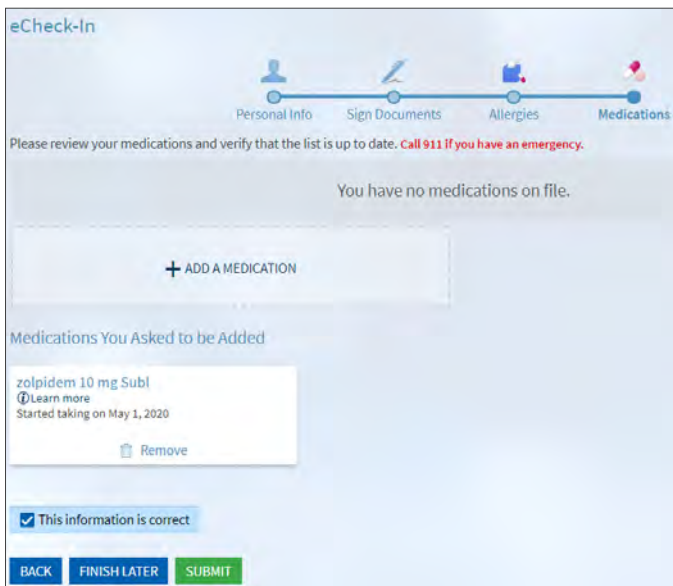 eCheck-In
Personal Info
Sign Documents
Allergies
Medications
Please review your medications and verify that the list is up to date. Call 911 if you have an emergency.
You have no medications on file.
+ ADD A MEDICATION
Medications You Asked to be Added
zolpidem 10 mg Subl
Learn more
Started taking on May 1, 2020
Remove
This information is correct
BACK
FINISH LATER
SUBMIT